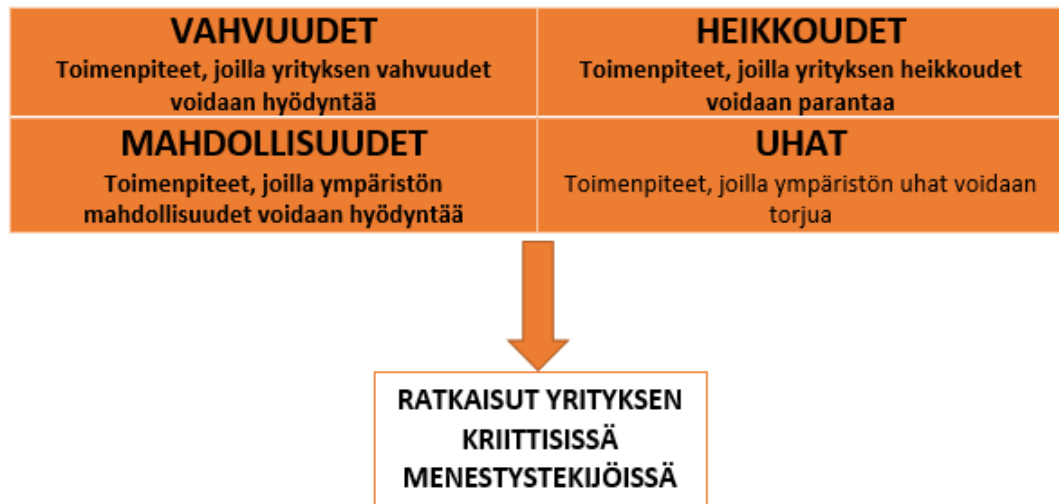 VAHVUUDET
Toimenpiteet, joilla yrityksen vahvuudet
voidaan hyödyntää
HEIKKOUDET
Toimenpiteet, joilla yrityksen heikkoudet
voidaan parantaa
MAHDOLLISUUDET
Toimenpiteet, joilla ympäristön
mahdollisuudet voidaan hyödyntää
UHAT
Toimenpiteet, joilla ympäristön uhat voidaan
torjua
RATKAISUT YRITYKSEN
KRIITTISISSÄ
MENESTYSTEKIJÖISSÄ